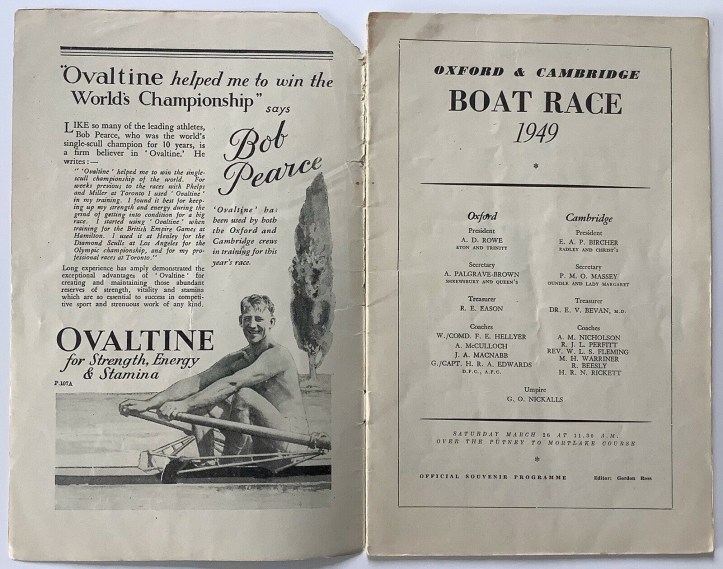 "Ovaltine helped me to win the
World's Championship" says
Bob
Pearce
LIKE so many of the leading athletes,
Bob Pearce, who was the world's
single-scull champion for 10 years, is
a firm believer in 'Ovaltine.' He
writes:—
"'Ovaltine' helped me to win the single-
scull championship of the world. For
weeks previous to the races with Phelps
and Miller at Toronto I used 'Ovaltine'
in my training. I found it best for keep-
ing up my strength and energy during the
grind of getting into condition for a big
race. I started using 'Ovaltine' when
training for the British Empire Games at
Hamilton. I used it at Henley for the
Diamond Sculls at Los Angeles for the
Olympic championship, and for my pro-
fessional races at Toronto."
Long experience has amply demonstrated the
exceptional advantages of 'Ovaltine' for
creating and maintaining those abundant
reserves of strength, vitality and stamina
which are so essential to success in competi-
tive sport and strenuous work of any kind.
'Ovaltine' has
been used by both
the Oxford and
Cambridge crews
in training for this
year's race.
OVALTINE
for Strength, Energy
& Stamina
P.107A
OXFORD & CAMBRIDGE
BOAT RACE
1949
Oxford
President
A. D. ROWE
ETON AND TRINITY
Secretary
A. PALGRAVE-BROWN
SHREWSBURY AND QUEEN'S
Treasurer
R. E. EASON
Coaches
W./COMD. F. E. HELLYER
A. McCULLOCH
J. A. MACNABB
G./CAPT. H. R. A. EDWARDS
D.F.C., A.F.C.
Cambridge
President
E. A. P. BIRCHER
RADLEY AND CHRIST'S
Secretary
P. M. O. MASSEY
OUNDLE AND LADY MARGARET
Treasurer
DR. E. V. BEVAN, M.D.
Coaches
A. M. NICHOLSON
R. J. L. PERFITT
REV. W. L. S. FLEMING
M. H. WARRINER
R. BEESLY
H. R. N. RICKETT
Umpire
G. O. NICKALLS
SATURDAY MARCH 26 AT 11.30 A.M.
OVER THE PUTNEY TO MORTLAKE COURSE
OFFICIAL SOUVENIR PROGRAMME Editor: Gordon Ross